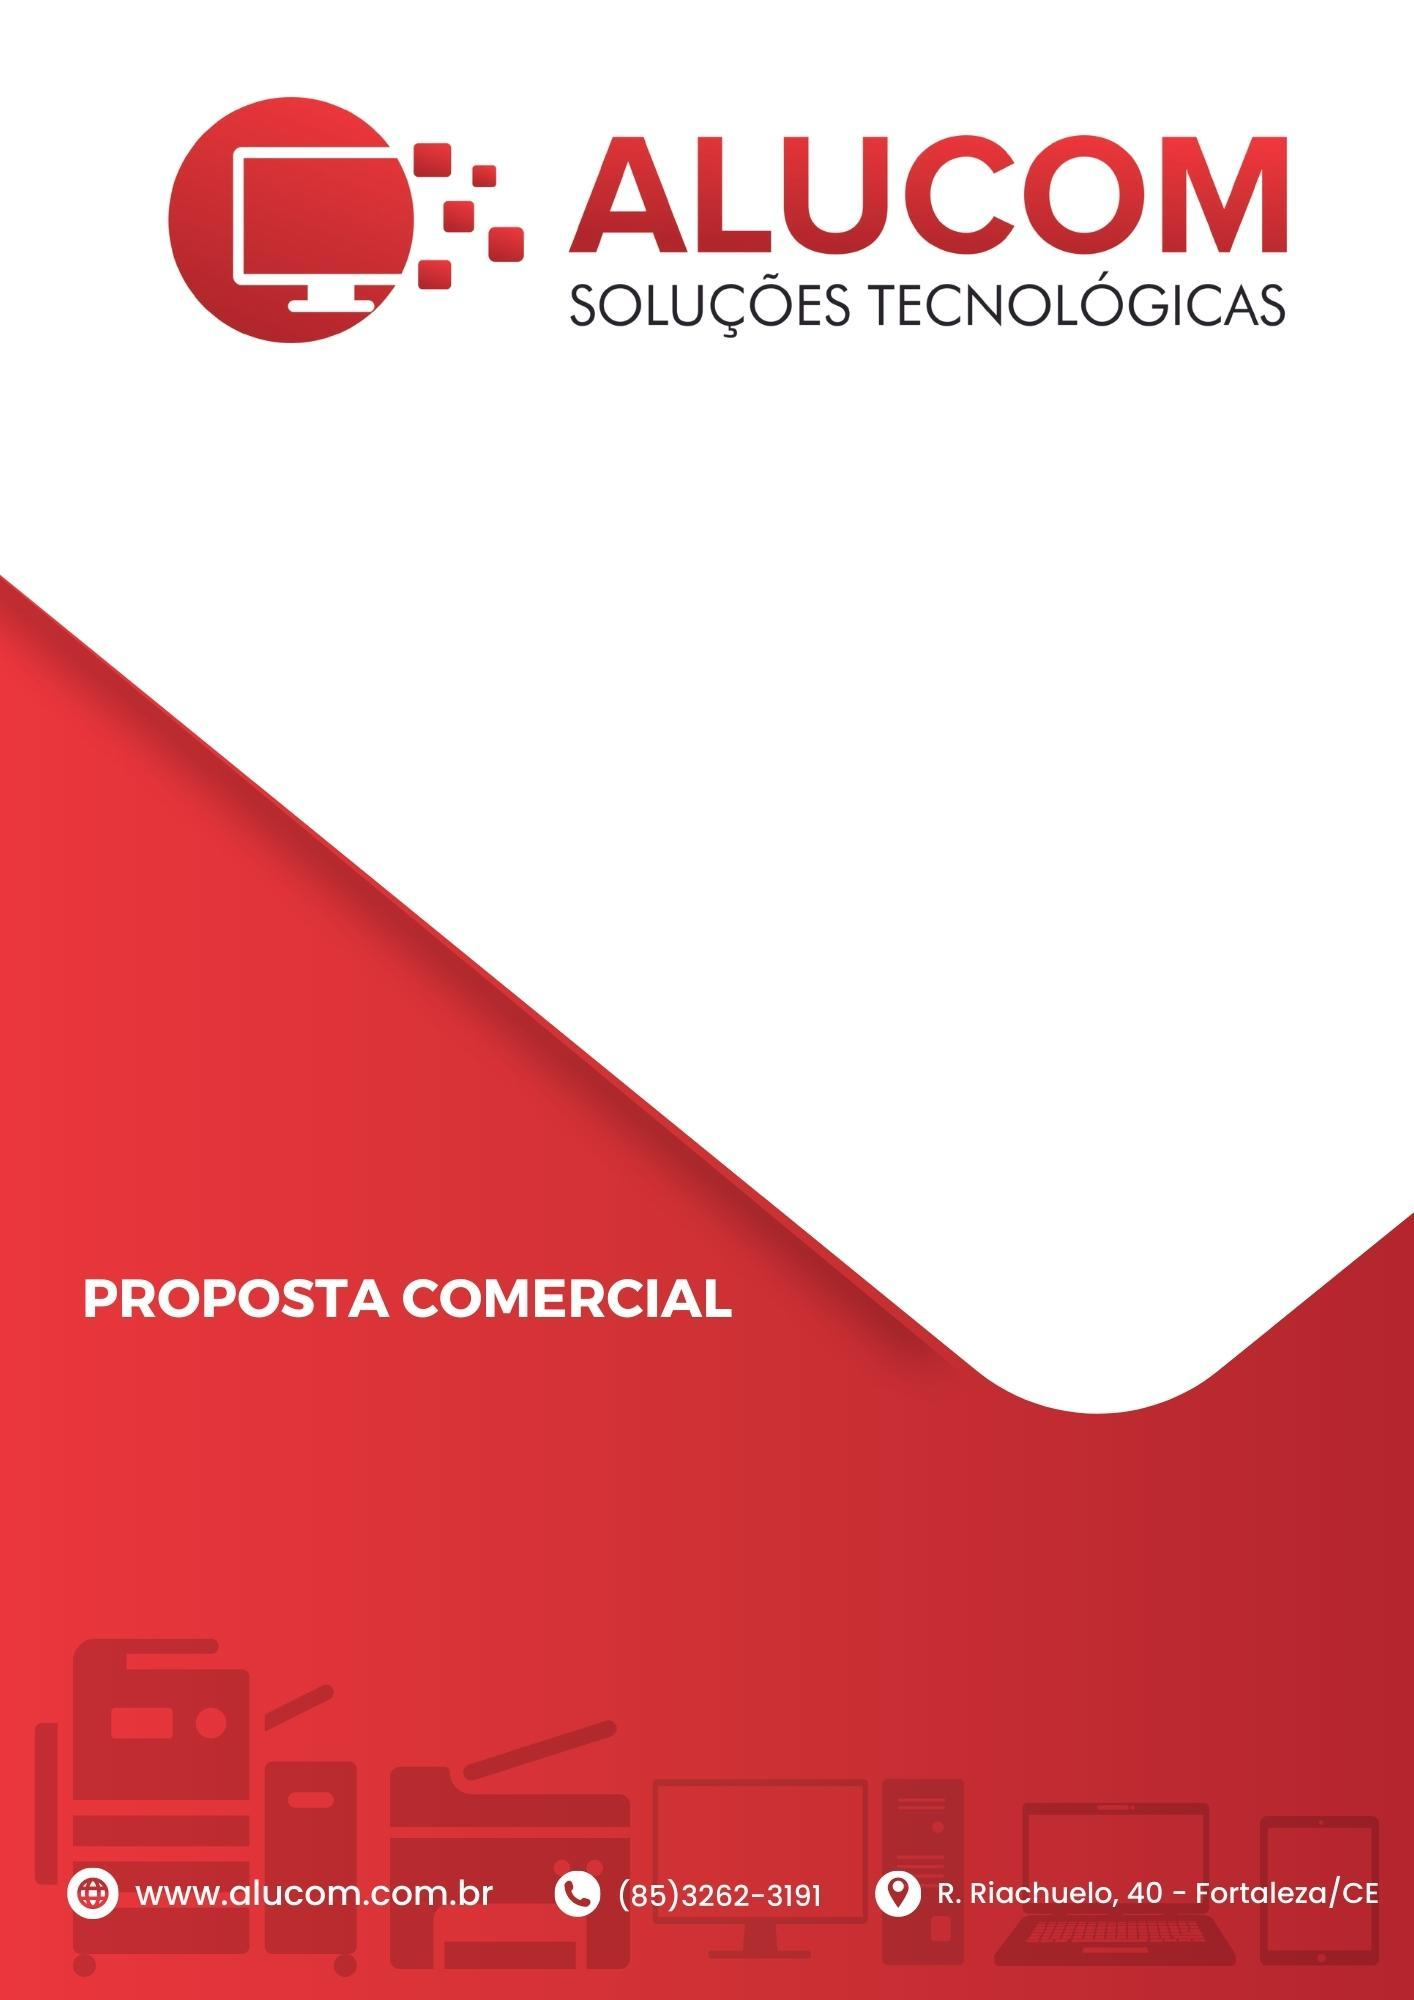 ALUCOM
SOLUÇÕES TECNOLÓGICAS
PROPOSTA COMERCIAL
www.alucom.com.br
(85)3262-3191
R. Riachuelo, 40 - Fortaleza/CE